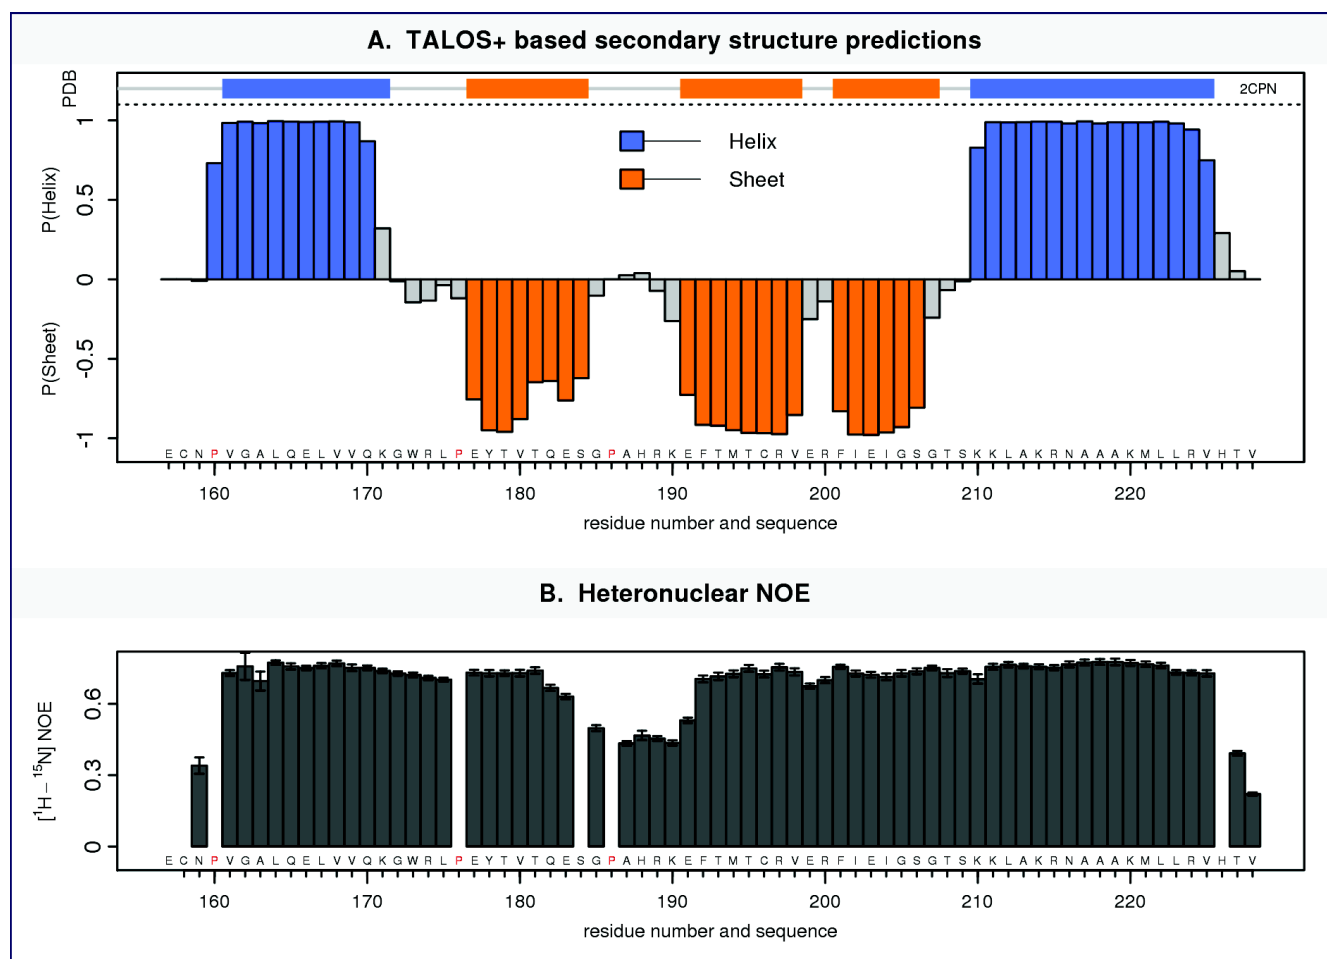 A. TALOS+ based secondary structure predictions
PDB
2CPN
1
0.5
0
-0.5
-1
P(Helix)
P(Sheet)
Helix
Sheet
E C N P V G A L Q E L V V Q K G W R L P E Y T V T Q E S G P A H R K E F T M T C R V E R F I E I G S G T S K K L A K R N A A A K M L L R V H T V
160 170 180 190 200 210 220
residue number and sequence
B. Heteronuclear NOE
[¹H – ¹⁵N] NOE
0.6
0.3
0
E C N P V G A L Q E L V V Q K G W R L P E Y T V T Q E S G P A H R K E F T M T C R V E R F I E I G S G T S K K L A K R N A A A K M L L R V H T V
160 170 180 190 200 210 220
residue number and sequence